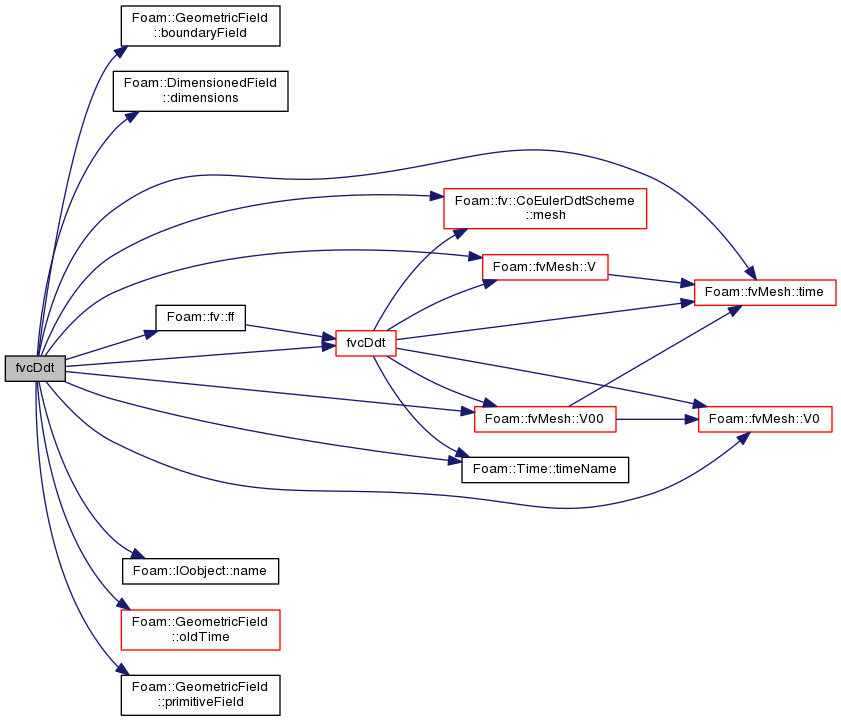 Foam::GeometricField
::boundaryField
Foam::DimensionedField
::dimensions
Foam::fv::CoEulerDdtScheme
::mesh
Foam::fvMesh::V
Foam::fvMesh::time
Foam::fv::ff
fvcDdt
fvcDdt
Foam::fvMesh::V00
Foam::fvMesh::V0
Foam::Time::timeName
Foam::IOobject::name
Foam::GeometricField
::oldTime
Foam::GeometricField
::primitiveField